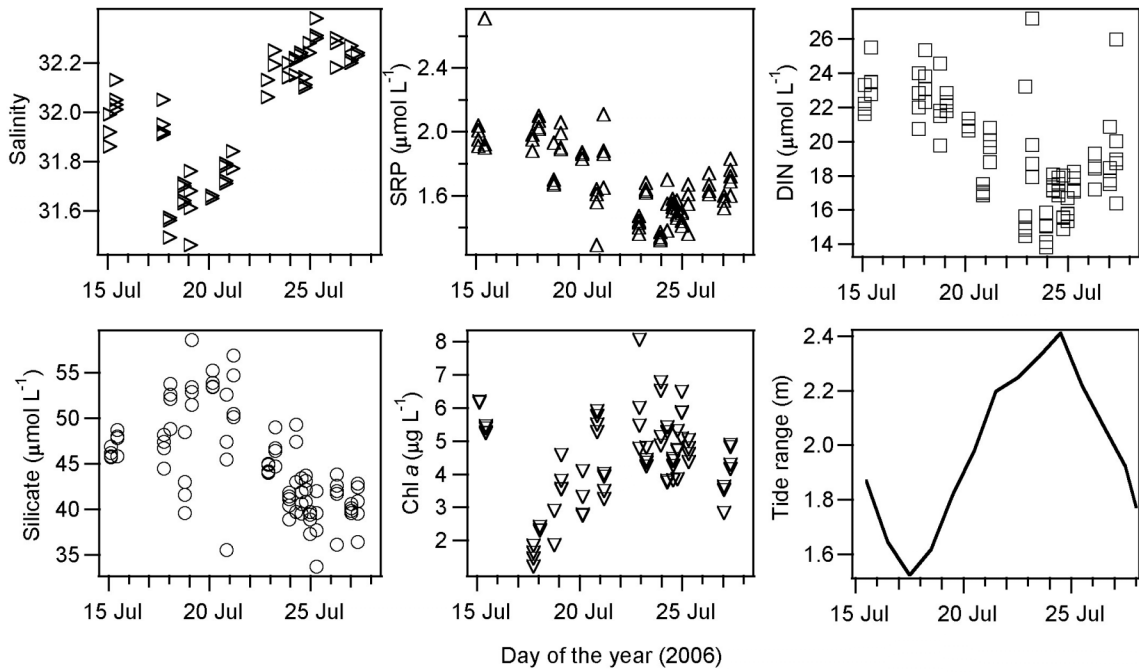 Salinity
32.2
32.0
31.8
31.6
15 Jul 20 Jul 25 Jul
SRP (μmol L⁻¹)
2.4
2.0
1.6
15 Jul 20 Jul 25 Jul
DIN (μmol L⁻¹)
26
24
22
20
18
16
14
15 Jul 20 Jul 25 Jul
Silicate (μmol L⁻¹)
55
50
45
40
35
15 Jul 20 Jul 25 Jul
Chl a (μg L⁻¹)
8
6
5
4
2
15 Jul 20 Jul 25 Jul
Tide range (m)
2.4
2.2
2.0
1.8
1.6
15 Jul 20 Jul 25 Jul
Day of the year (2006)